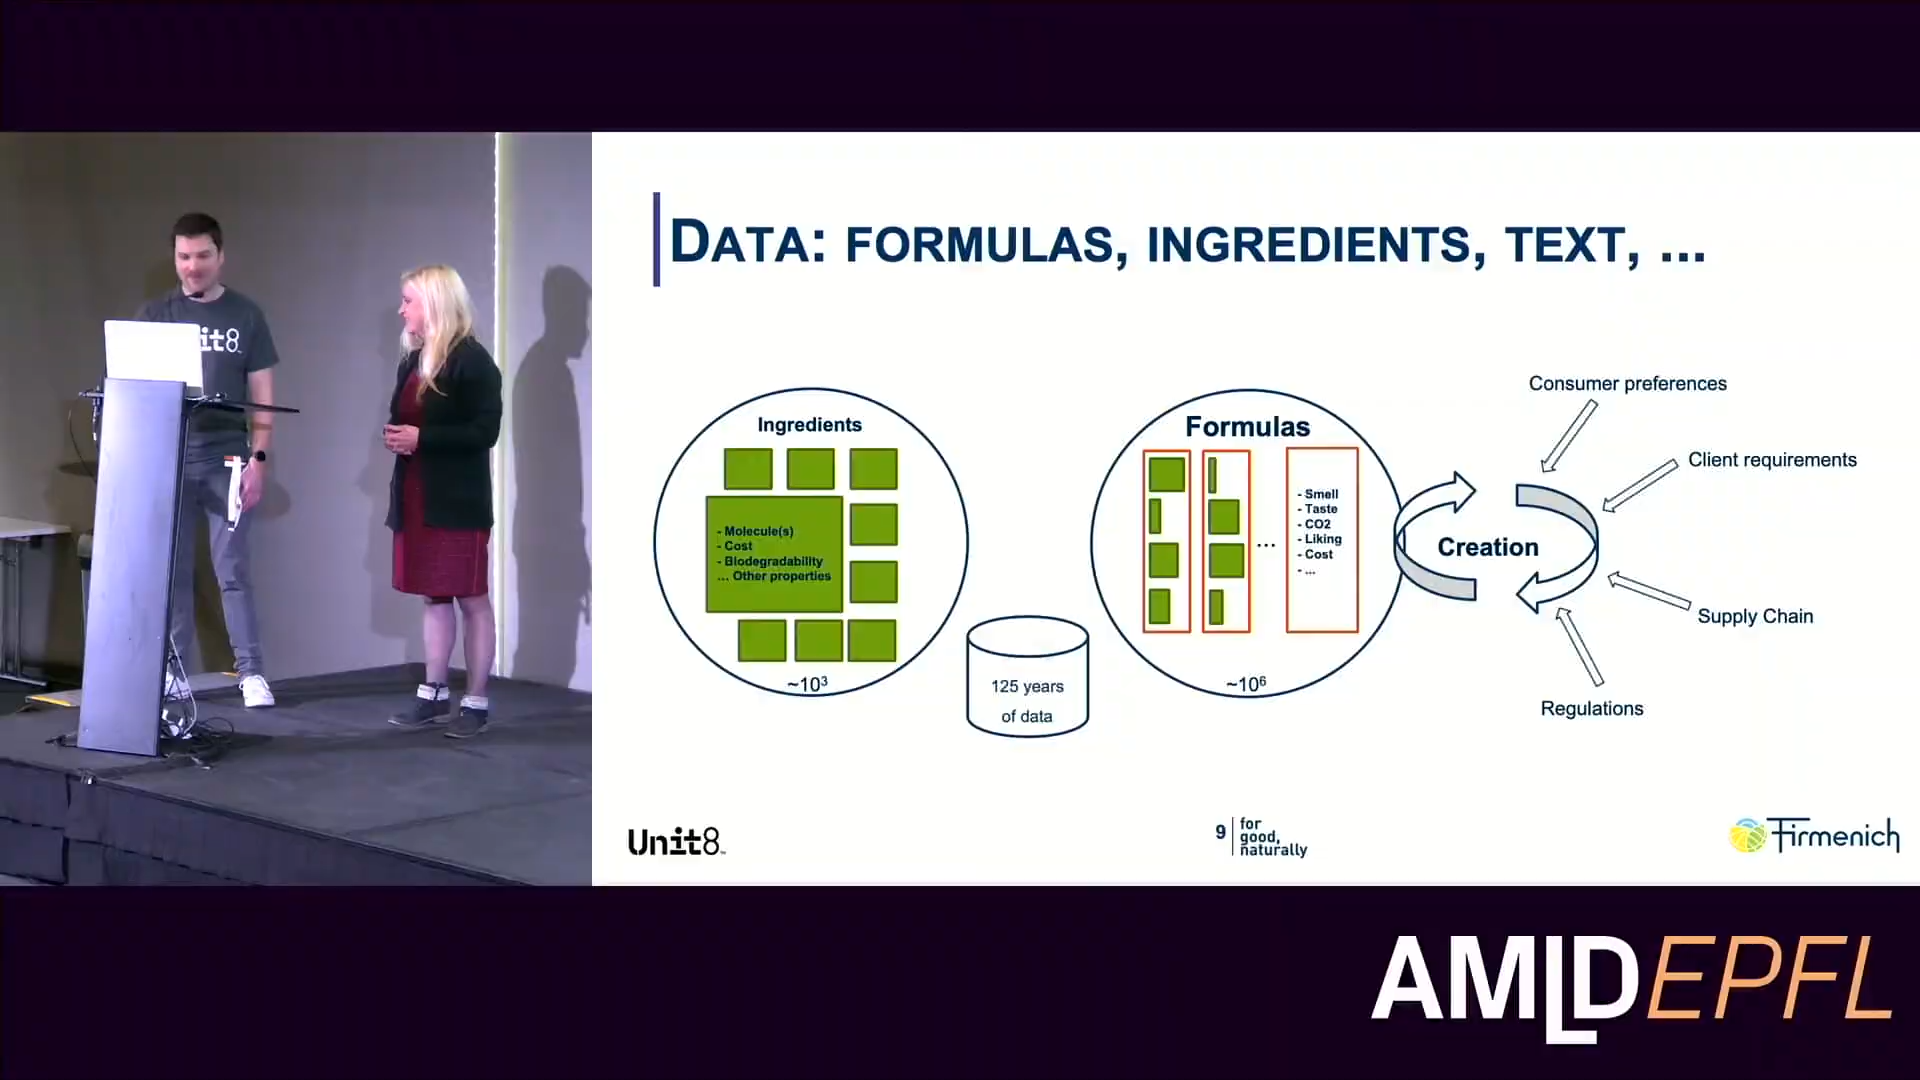 it8
DATA: FORMULAS, INGREDIENTS, TEXT, ...
Ingredients
- Molecule(s)
- Cost
- Biodegradability
... Other properties
~10³
125 years
of data
Formulas
...
- Smell
- Taste
- CO2
- Liking
- Cost
- ...
~10⁶
Creation
Consumer preferences
Client requirements
Supply Chain
Regulations
Unit8
9
for
good,
naturally
Firmenich
AMLD EPFL